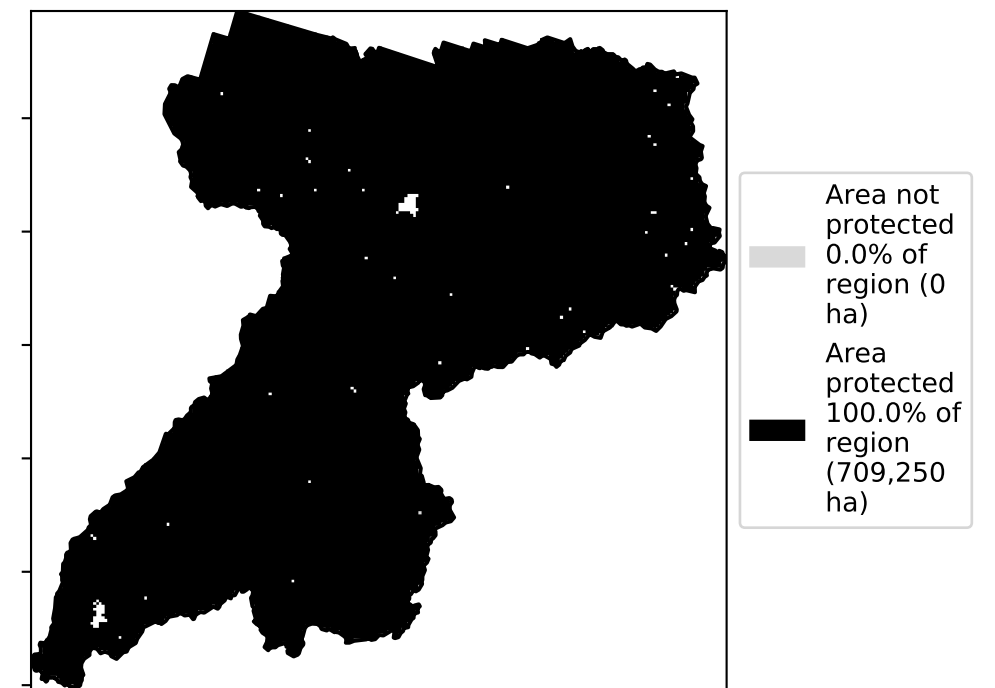 Area not
protected
0.0% of
region (0
ha)
Area
protected
100.0% of
region
(709,250
ha)